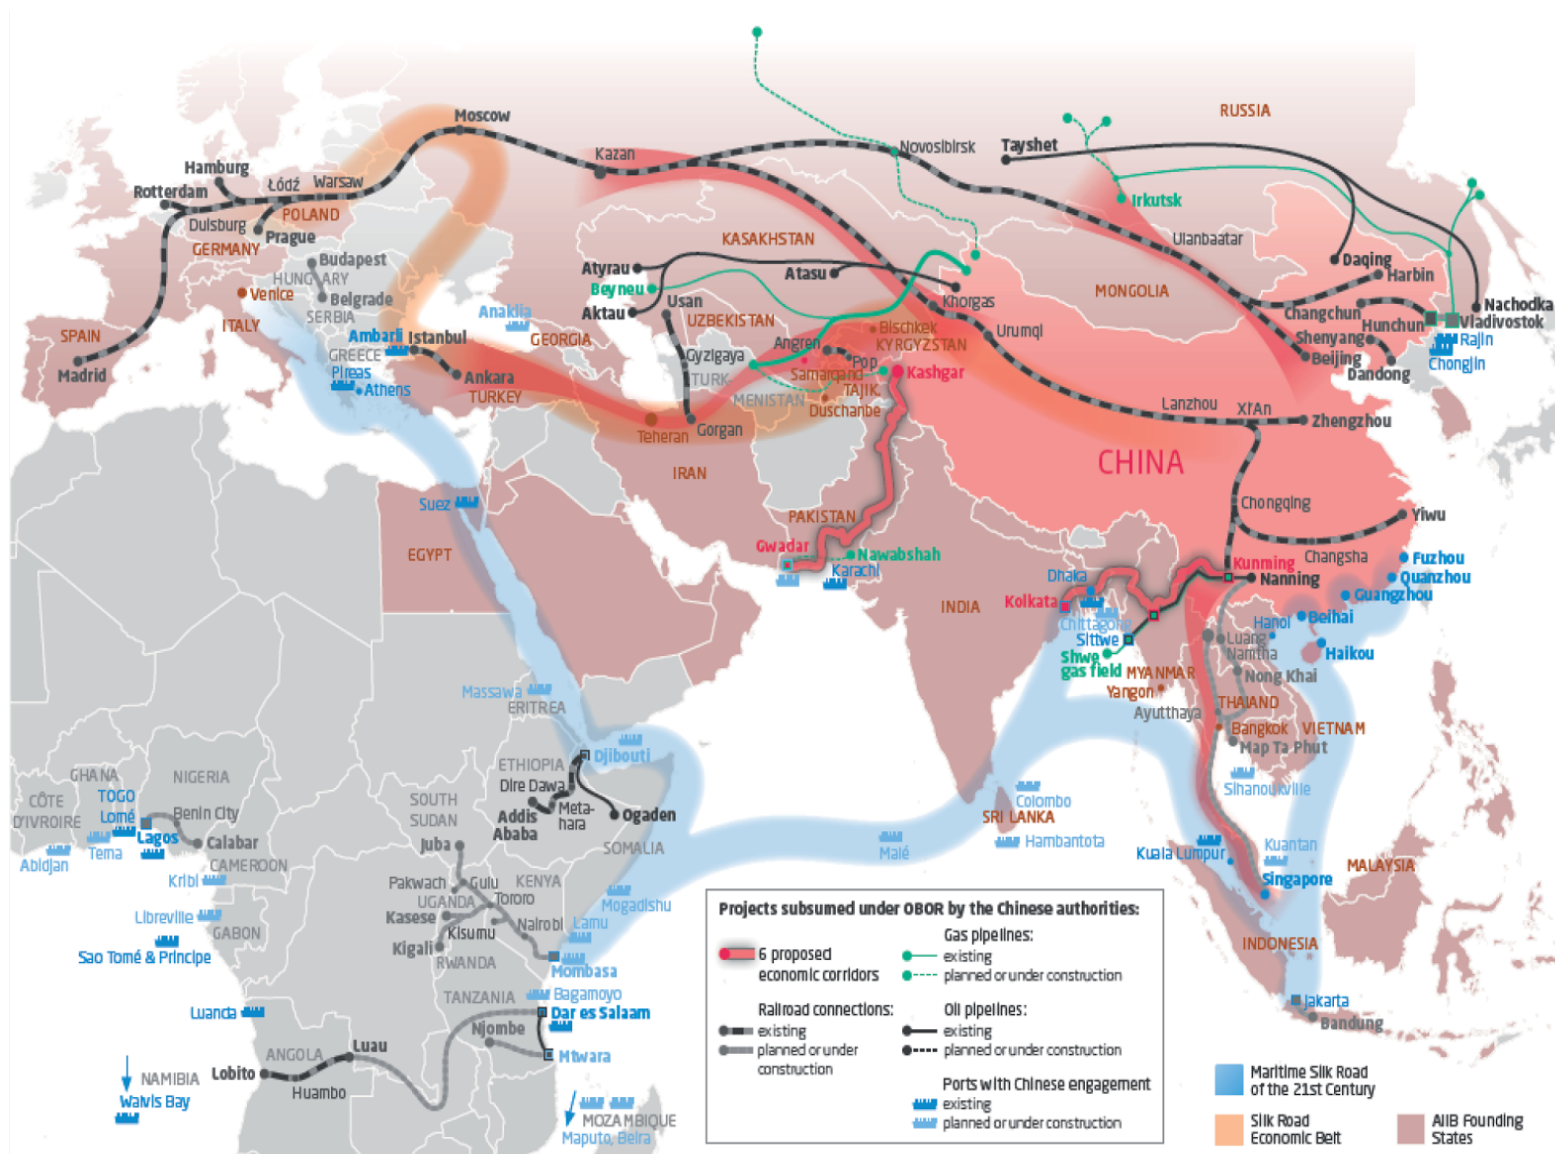 Moscow
RUSSIA
Kazan
Novosibirsk
Tayshet
Hamburg
Rotterdam
Łódź
Warsaw
Irkutsk
Duisburg
POLAND
Prague
GERMANY
Ulanbaatar
KASAKHSTAN
Budapest
HUNGARY
Atyrau
Atasu
Daqing
Harbin
Beyneu
MONGOLIA
Venice
Belgrade
SERBIA
Usan
Khorgas
Nachodka
Anaklia
Aktau
Changchun
UZBEKISTAN
Bischkek
Hunchun
Vladivostok
ITALY
SPAIN
Ambarli
Istanbul
GEORGIA
Urumqi
Shenyang
Rajin
Angren
KYRGYZSTAN
GREECE
Gyzlgaya
Pop
Beijing
Chongjin
Madrid
Pireas
Ankara
TURK
MENISTAN
Samarqand
TAJIK.
Kashgar
Dandong
Athens
TURKEY
Duschanbe
Lanzhou
Xi'An
Zhengzhou
Teheran
Gorgan
CHINA
IRAN
Suez
Chongqing
Yiwu
PAKISTAN
EGYPT
Gwadar
Nawabshah
Changsha
Fuzhou
Karachi
Dhaka
Kunming
Nanning
Quanzhou
Kolkata
INDIA
Guangzhou
Chittagong
Hanoi
Beihai
Sittwe
Luang
Namtha
Haikou
Shwe
gas field
MYANMAR
Nong Khai
Massawa
Yangon
ERITREA
Ayutthaya
THAILAND
Bangkok
VIETNAM
Map Ta Phut
Djibouti
ETHIOPIA
GHANA
NIGERIA
Dire Dawa
Sihanoukville
CÔTE
D'IVROIRE
TOGO
Lomé
SOUTH
SUDAN
Addis
Ababa
Meta-
hara
Ogaden
Colombo
Benin City
SRI LANKA
Lagos
Calabar
Juba
SOMALIA
Hambantota
Tema
Malé
Kuala Lumpur
Kuantan
Abidjan
CAMEROON
MALAYSIA
Kribi
Pakwach
Gulu
KENYA
Singapore
UGANDA
Tororo
Mogadishu
Libreville
Kasese
Nairobi
Lamu
GABON
Kisumu
Kigali
INDONESIA
Sao Tomé & Principe
RWANDA
Mombasa
TANZANIA
Bagamoyo
Jakarta
Luanda
Dar es Salaam
Bandung
Njombe
Luau
ANGOLA
Mtwara
Lobito
NAMIBIA
Huambo
Walvis Bay
MOZAMBIQUE
Maputo, Beira
Projects subsumed under OBOR by the Chinese authorities:
6 proposed
economic corridors
Railroad connections:
existing
planned or under
construction
Gas pipelines:
existing
planned or under construction
Oil pipelines:
existing
planned or under construction
Ports with Chinese engagement
existing
planned or under construction
Maritime Silk Road
of the 21st Century
Silk Road
Economic Belt
AIIB Founding
States